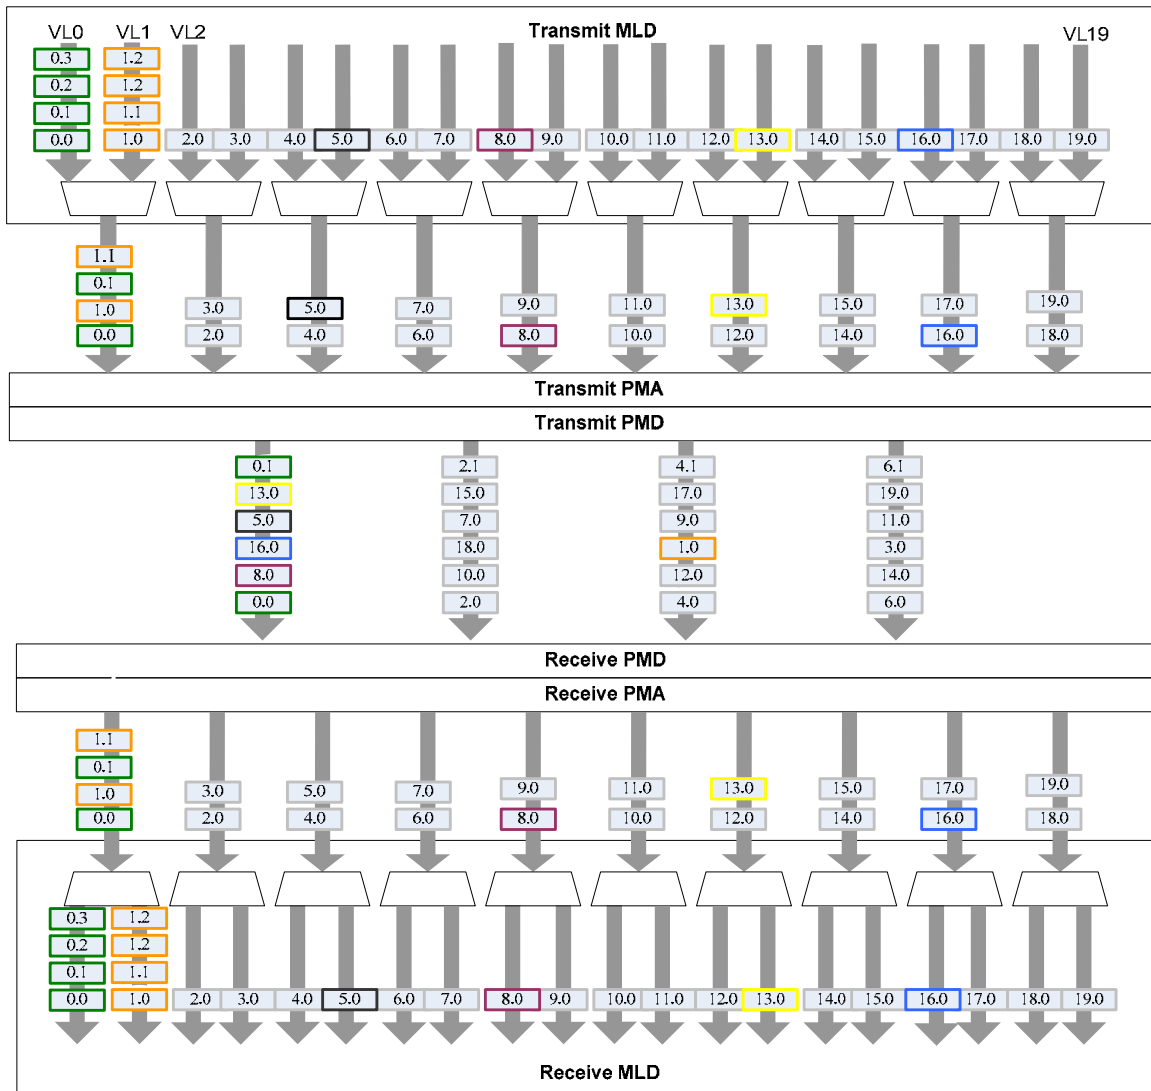 Transmit MLD
VL0 VL1 VL2 VL19
0.3 1.2
0.2 1.2
0.1 1.1
0.0 1.0 2.0 3.0 4.0 5.0 6.0 7.0 8.0 9.0 10.0 11.0 12.0 13.0 14.0 15.0 16.0 17.0 18.0 19.0
1.1
0.1
1.0 3.0 5.0 7.0 9.0 11.0 13.0 15.0 17.0 19.0
0.0 2.0 4.0 6.0 8.0 10.0 12.0 14.0 16.0 18.0
Transmit PMA
Transmit PMD
0.1 2.1 4.1 6.1
13.0 15.0 17.0 19.0
5.0 7.0 9.0 11.0
16.0 18.0 1.0 3.0
8.0 10.0 12.0 14.0
0.0 2.0 4.0 6.0
Receive PMD
Receive PMA
1.1
0.1
1.0 3.0 5.0 7.0 9.0 11.0 13.0 15.0 17.0 19.0
0.0 2.0 4.0 6.0 8.0 10.0 12.0 14.0 16.0 18.0
0.3 1.2
0.2 1.2
0.1 1.1
0.0 1.0 2.0 3.0 4.0 5.0 6.0 7.0 8.0 9.0 10.0 11.0 12.0 13.0 14.0 15.0 16.0 17.0 18.0 19.0
Receive MLD